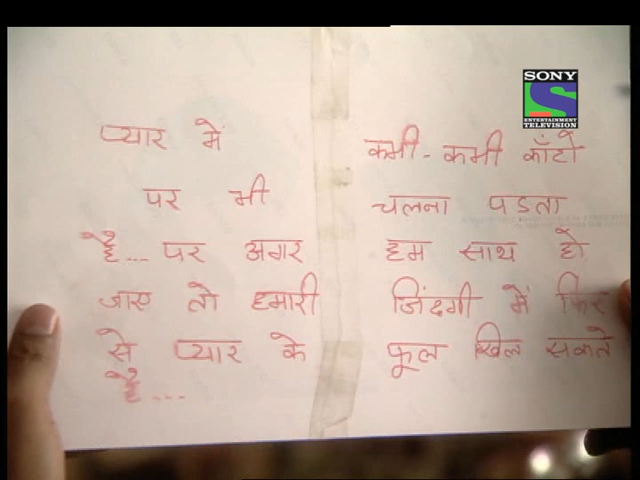 SONY
ENTERTAINMENT
TELEVISION
प्यार में कभी - कभी काँटो
पर भी चलना पडता
है... पर अगर हम साथ हो
जाए तो हमारी जिंदगी में फिर
से प्यार के फूल खिल सकते
है...